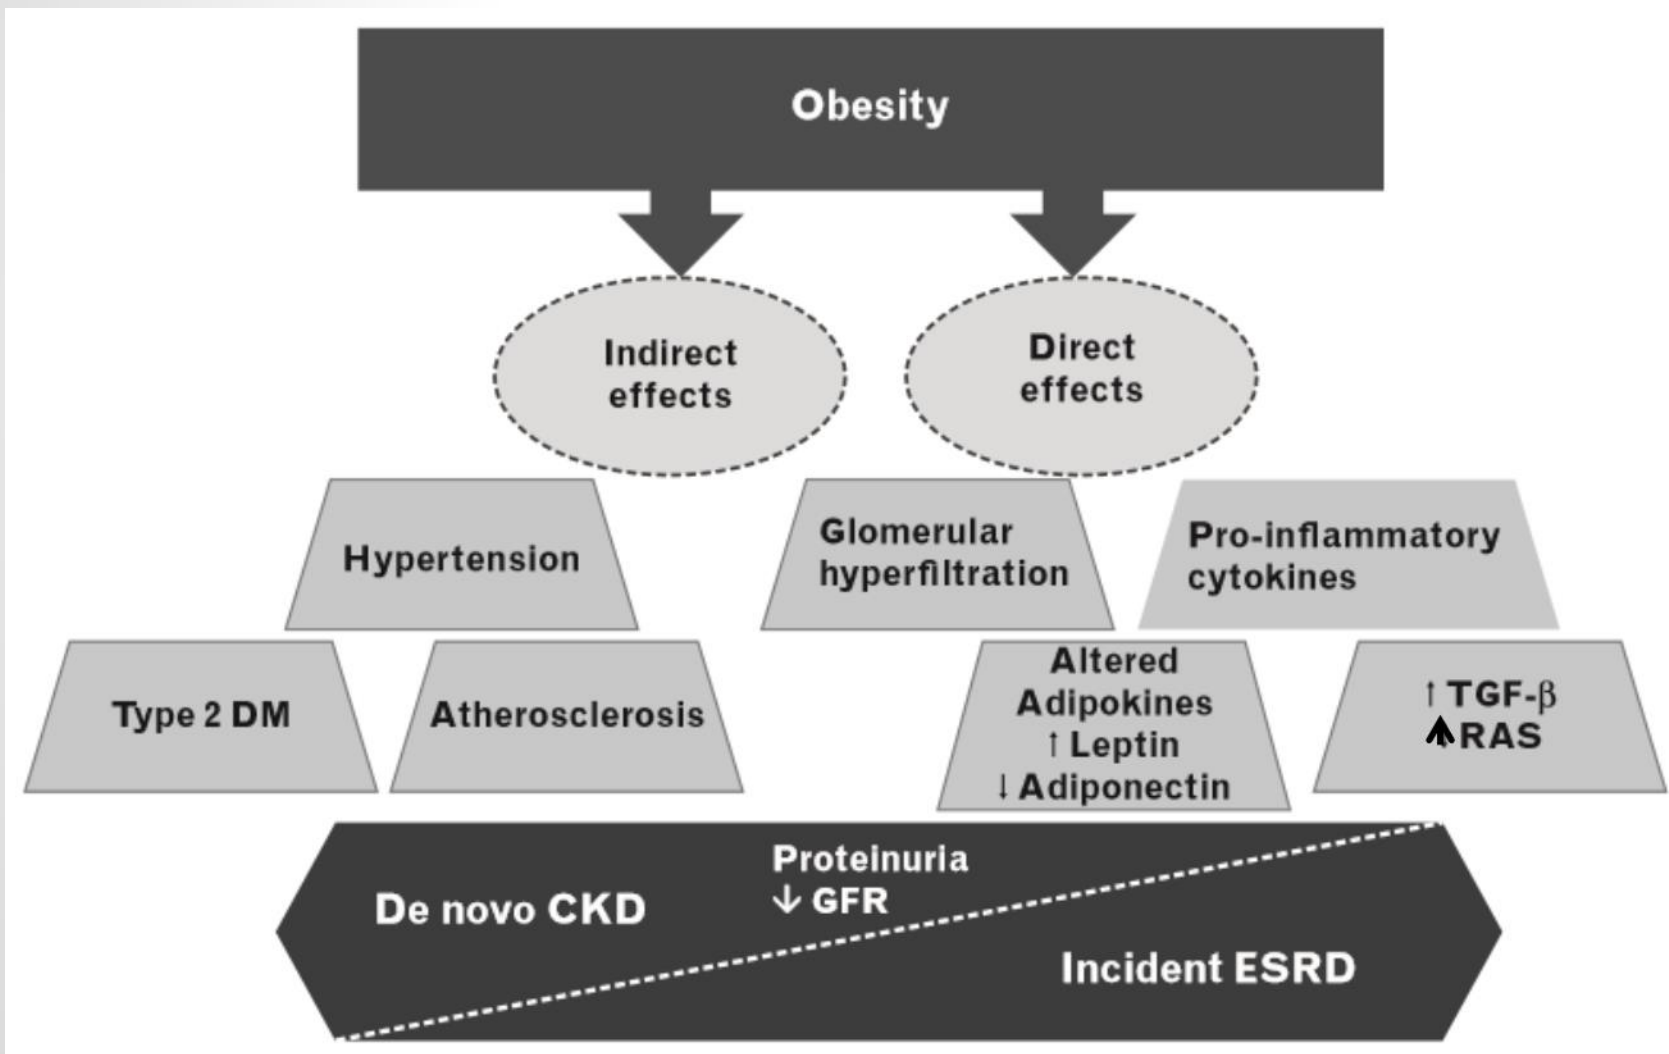 Obesity
Indirect
effects
Direct
effects
Hypertension
Glomerular
hyperfiltration
Pro-inflammatory
cytokines
Type 2 DM
Atherosclerosis
Altered
Adipokines
↑ Leptin
↓ Adiponectin
↑ TGF-β
↑ RAS
De novo CKD
Proteinuria
↓ GFR
Incident ESRD